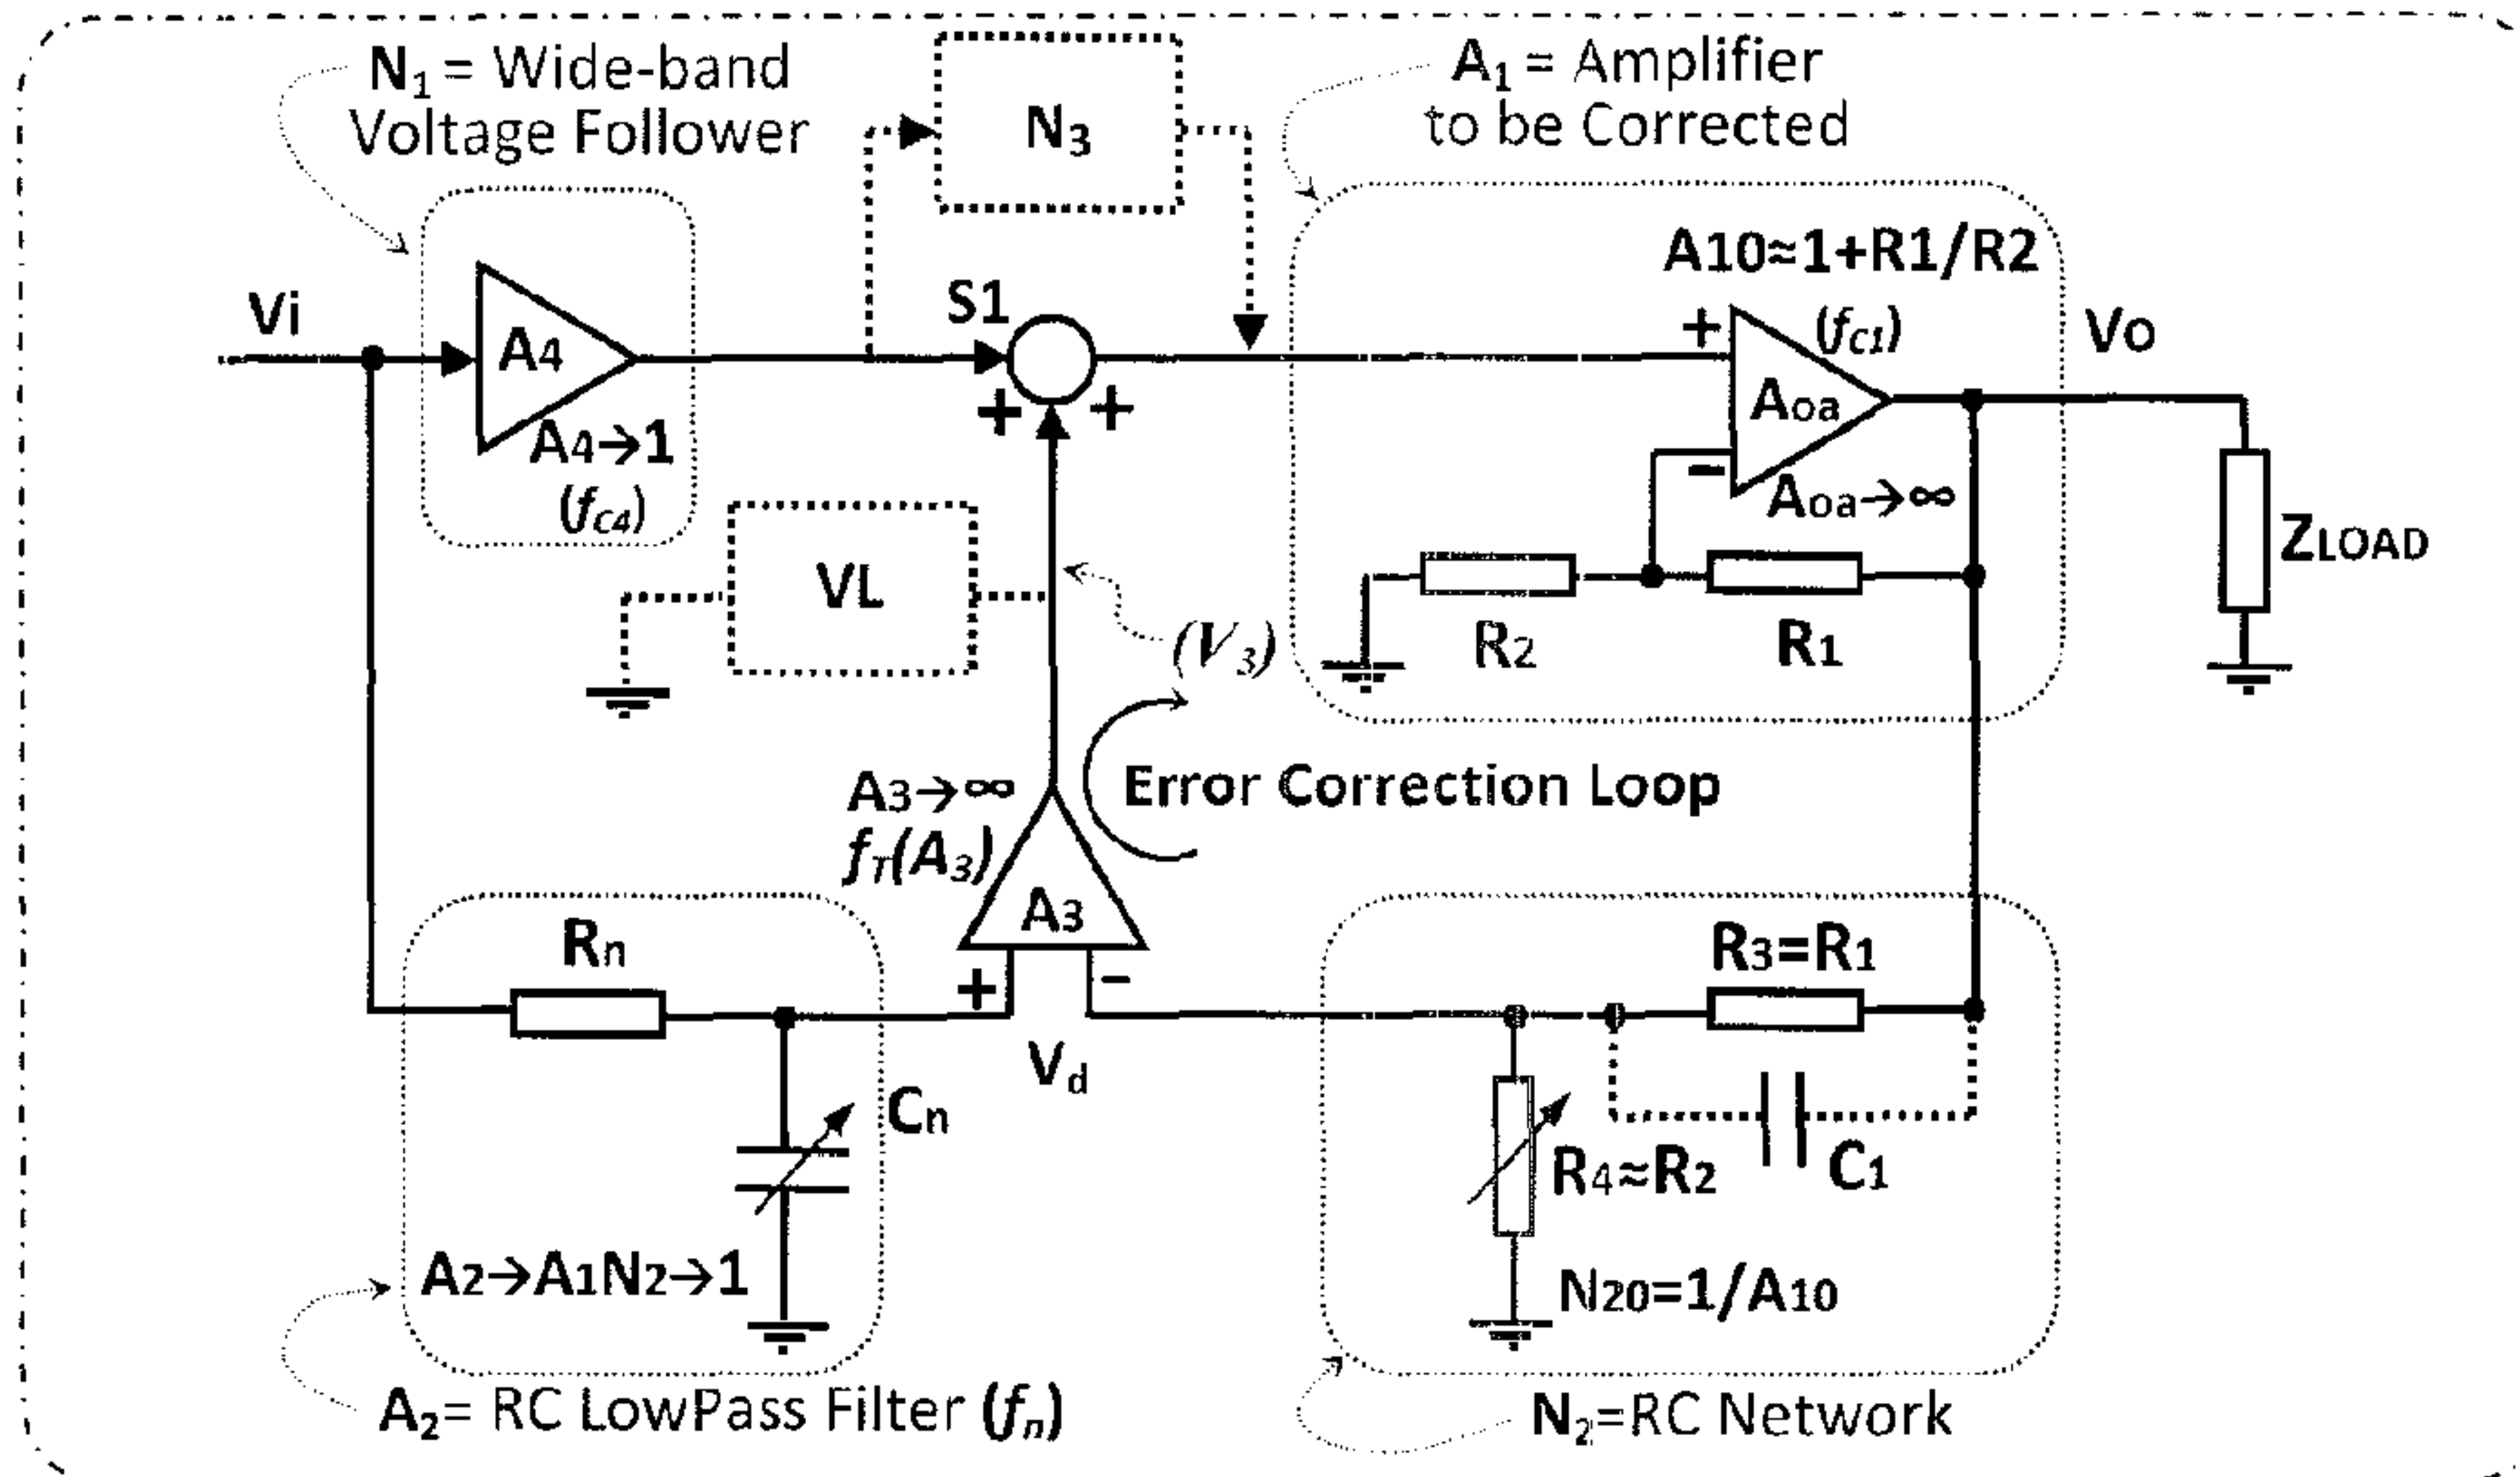 N₁ = Wide-band
Voltage Follower
N₃
A₁ = Amplifier
to be Corrected
A10≈1+R1/R2
(fC1)
Vi
A4
A4→1
(fC4)
S1
+
+
+
Aoa
-
Aoa→∞
Vo
ZLOAD
VL
(V₃)
R2
R1
A3→∞
fT(A₃)
Error Correction Loop
A3
+
-
Rn
Vd
R3=R1
Cn
R4≈R2
C1
A2→A1N2→1
N20=1/A10
A₂= RC LowPass Filter (fn)
N₂=RC Network